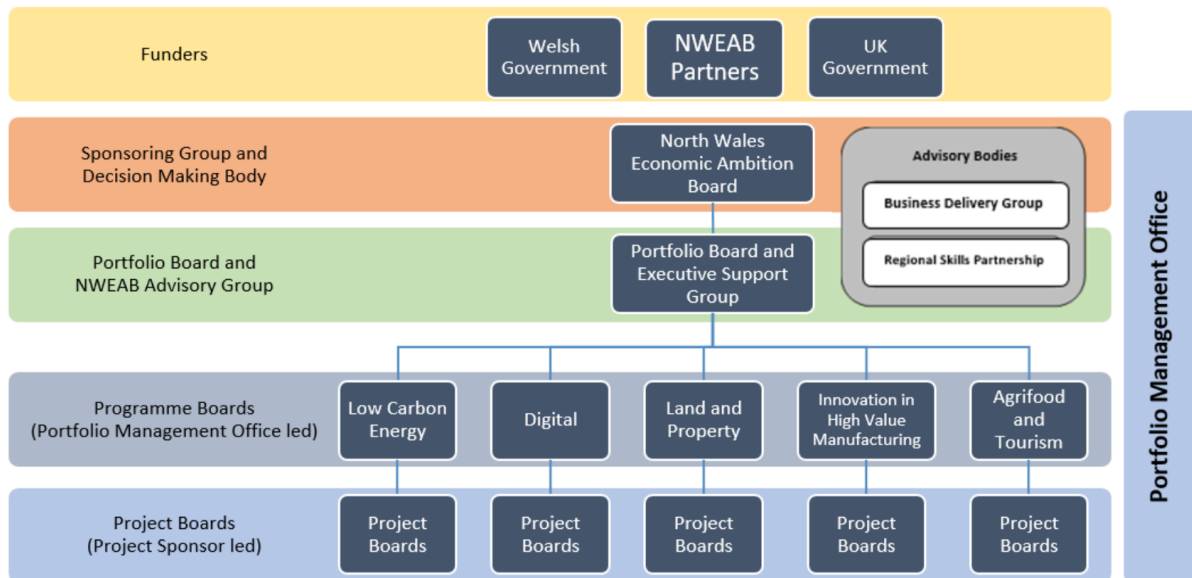 Funders
Welsh
Government
NWEAB
Partners
UK
Government
Sponsoring Group and
Decision Making Body
North Wales
Economic Ambition
Board
Advisory Bodies
Business Delivery Group
Regional Skills Partnership
Portfolio Board and
NWEAB Advisory Group
Portfolio Board and
Executive Support
Group
Programme Boards
(Portfolio Management Office led)
Low Carbon
Energy
Digital
Land and
Property
Innovation in
High Value
Manufacturing
Agrifood
and
Tourism
Project Boards
(Project Sponsor led)
Project
Boards
Project
Boards
Project
Boards
Project
Boards
Project
Boards
Portfolio Management Office